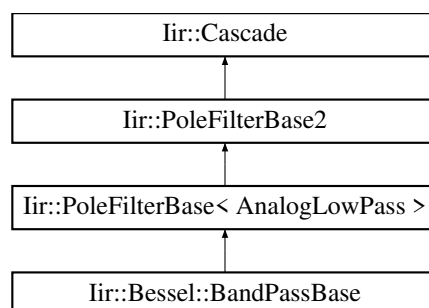 Iir::Cascade
Iir::PoleFilterBase2
Iir::PoleFilterBase< AnalogLowPass >
Iir::Bessel::BandPassBase